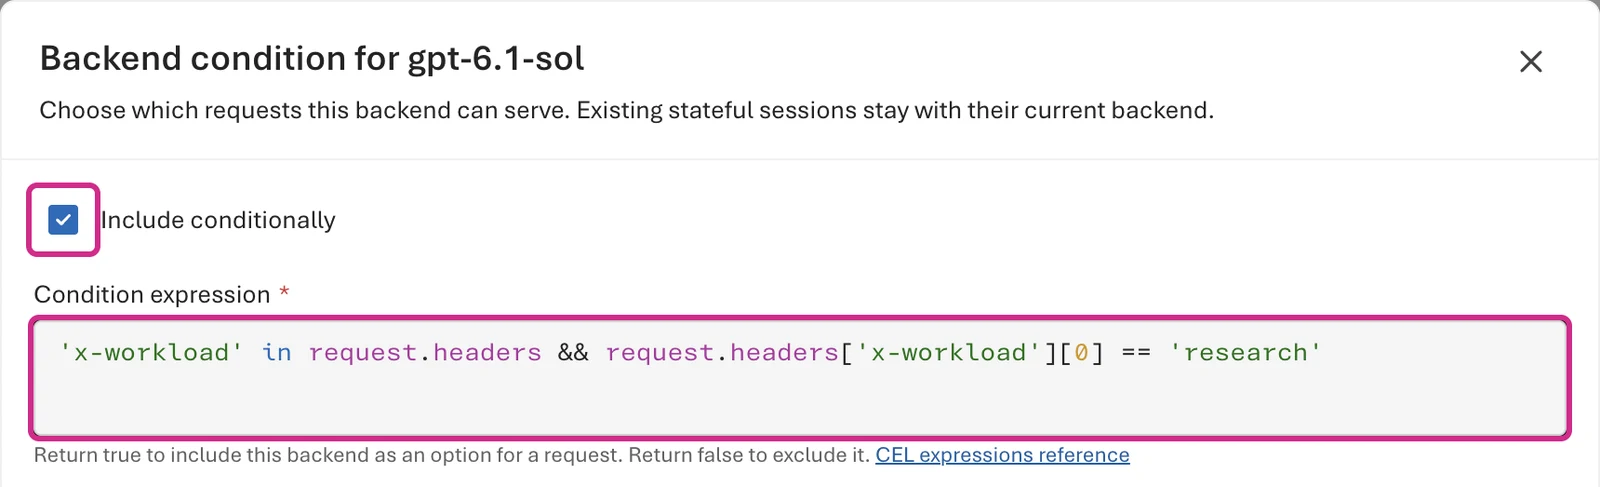 Backend condition for gpt-6.1-sol
Choose which requests this backend can serve. Existing stateful sessions stay with their current backend.
Include conditionally
Condition expression *
'x-workload' in request.headers && request.headers['x-workload'][0] == 'research'
Return true to include this backend as an option for a request. Return false to exclude it. CEL expressions reference